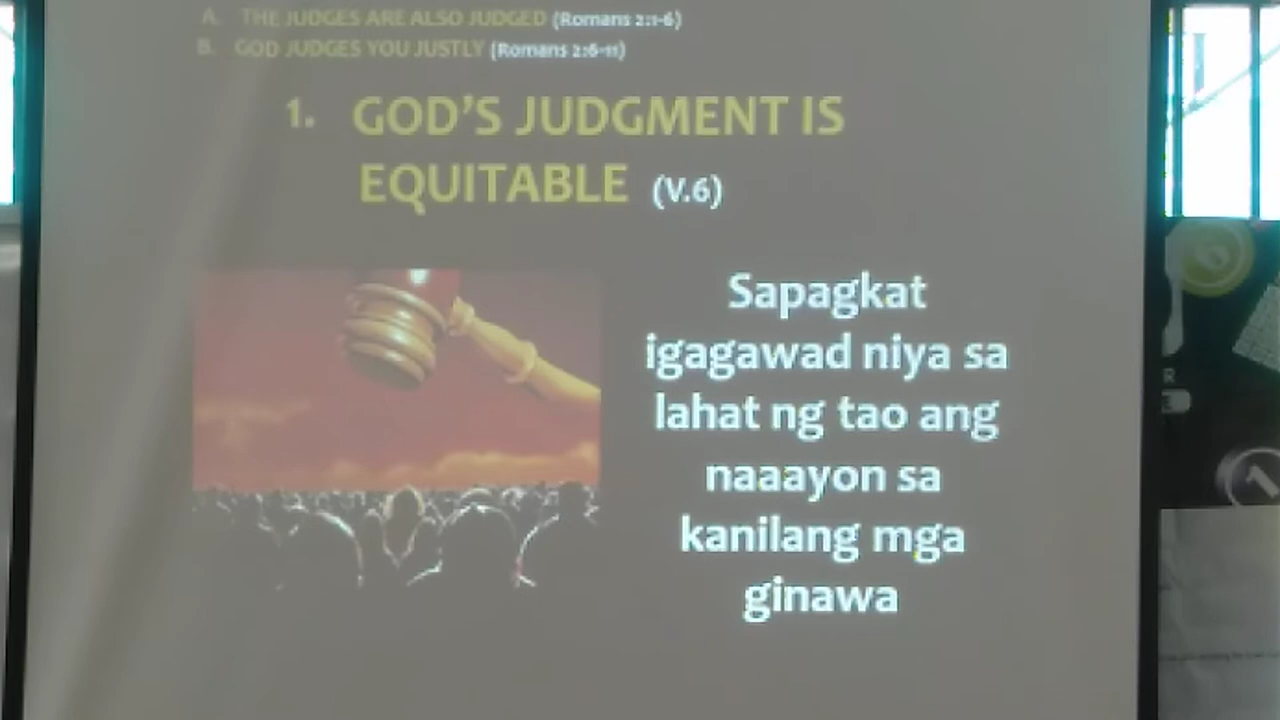 A. THE JUDGES ARE ALSO JUDGED (Romans 2:1-6)
B. GOD JUDGES YOU JUSTLY (Romans 2:6-11)
1. GOD'S JUDGMENT IS
EQUITABLE (V.6)
Sapagkat
igagawad niya sa
lahat ng tao ang
naaayon sa
kanilang mga
ginawa